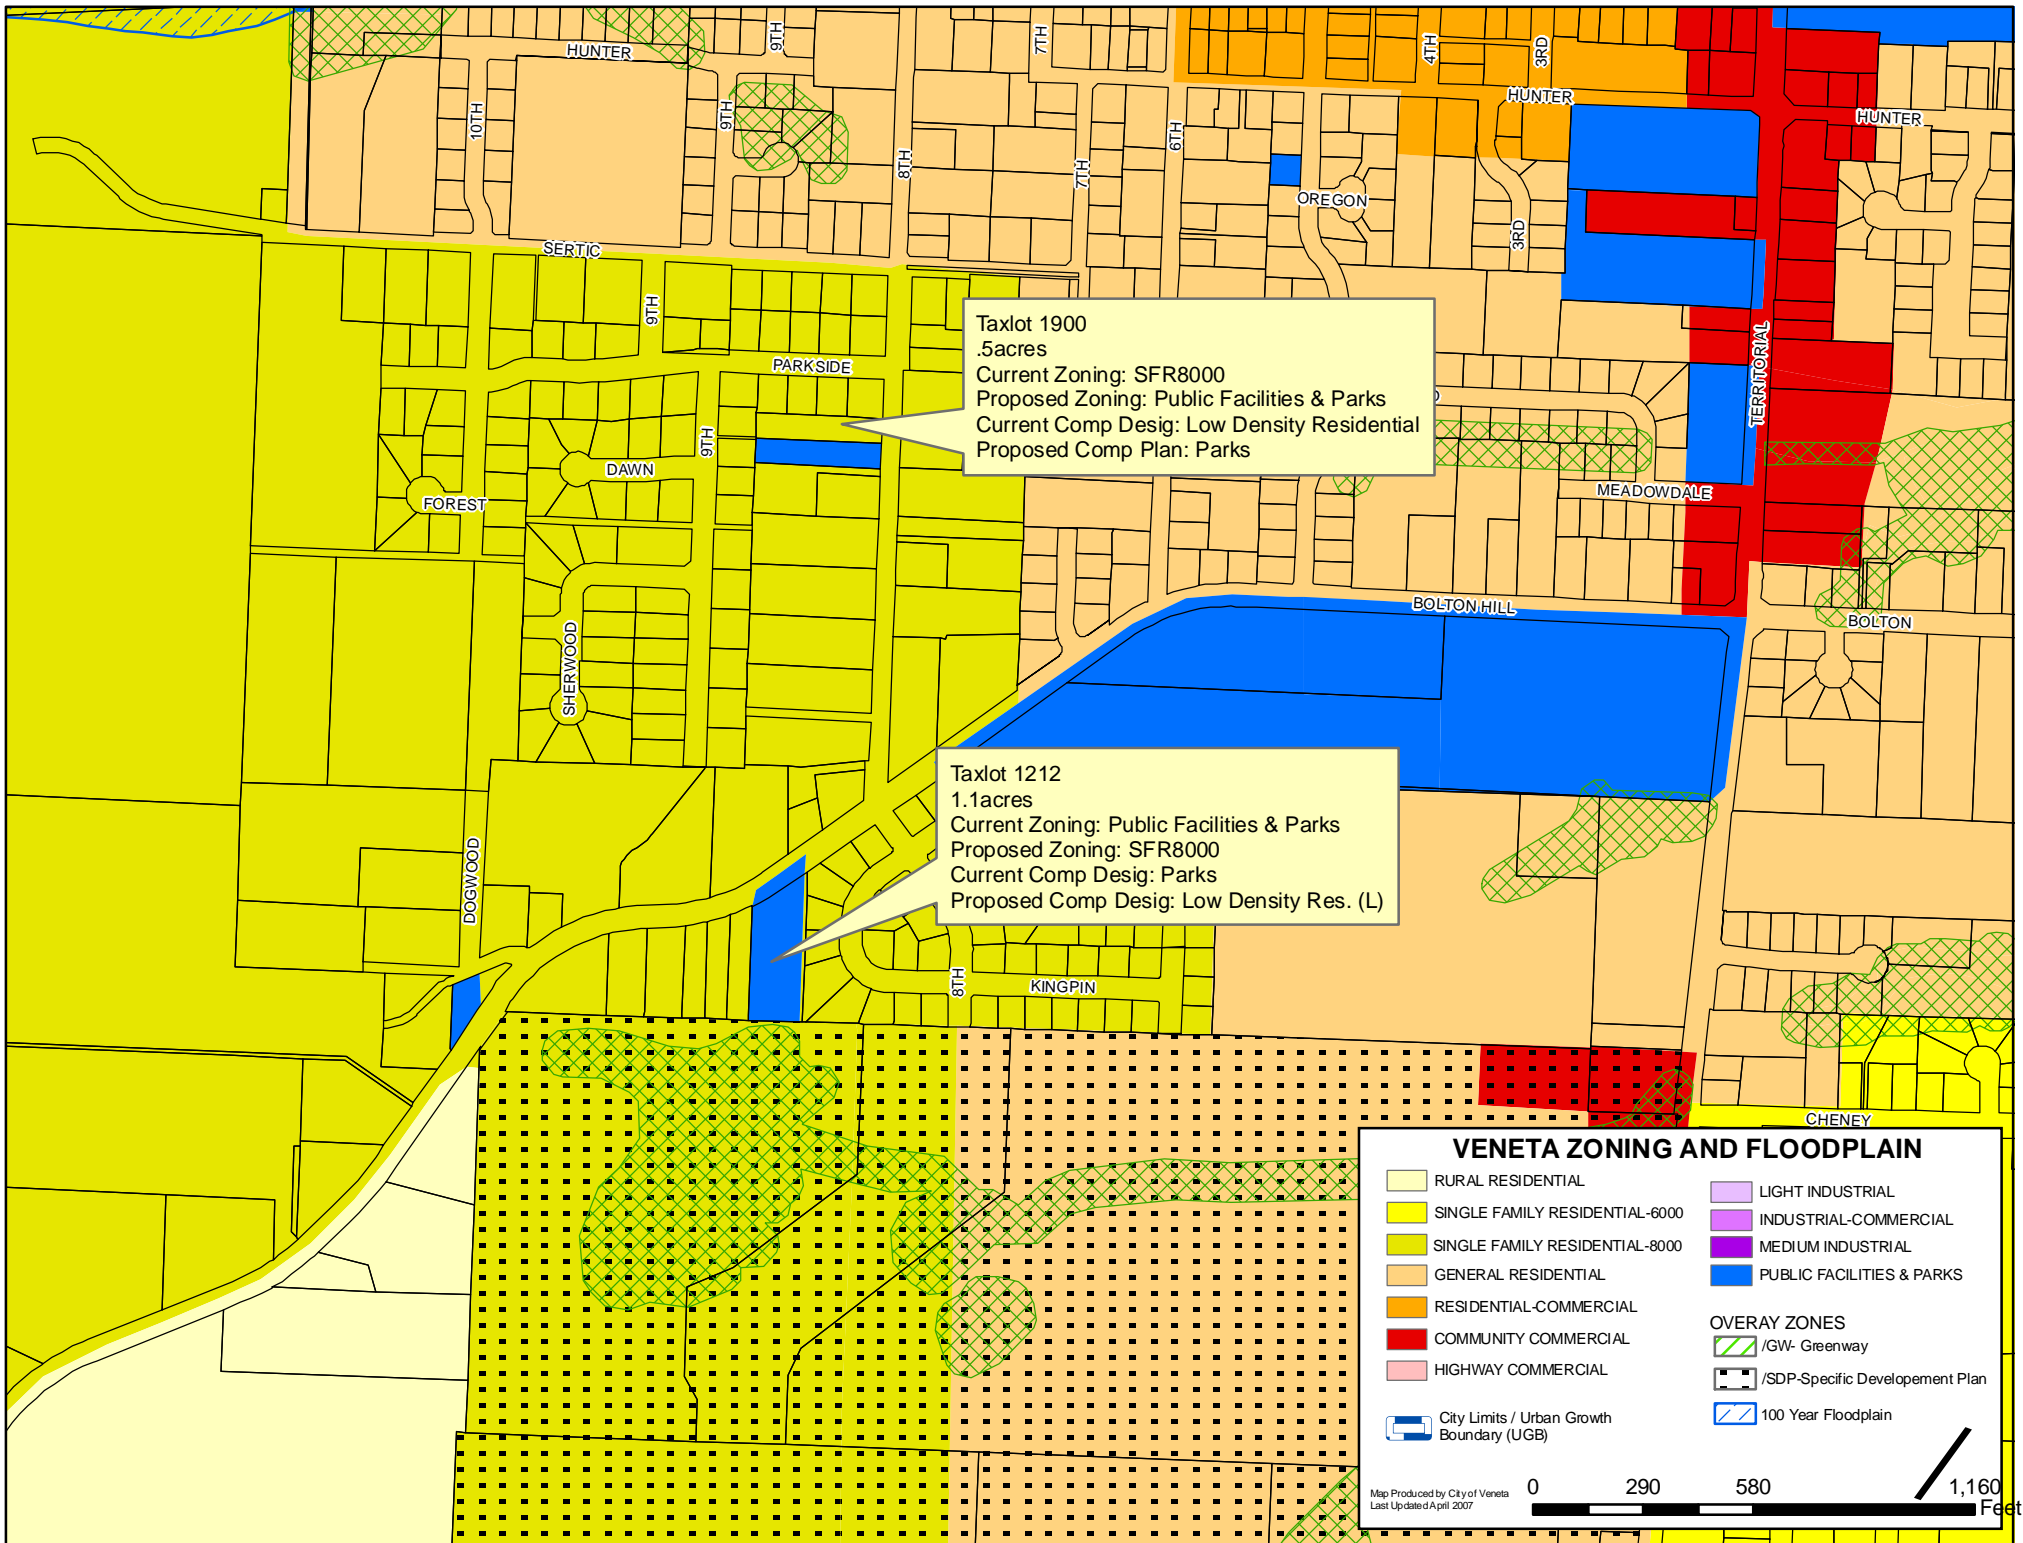 HUNTER
9TH
7TH
4TH
3RD
HUNTER
HUNTER
10TH
9TH
8TH
7TH
6TH
OREGON
3RD
SERTIC
9TH
PARKSIDE
TERRITORIAL
Taxlot 1900
.5acres
Current Zoning: SFR8000
Proposed Zoning: Public Facilities & Parks
Current Comp Desig: Low Density Residential
Proposed Comp Plan: Parks
9TH
DAWN
FOREST
MEADOWDALE
BOLTON HILL
BOLTON
SHERWOOD
Taxlot 1212
1.1acres
Current Zoning: Public Facilities & Parks
Proposed Zoning: SFR8000
Current Comp Desig: Parks
Proposed Comp Desig: Low Density Res. (L)
DOGWOOD
8TH
KINGPIN
CHENEY
VENETA ZONING AND FLOODPLAIN
RURAL RESIDENTIAL
SINGLE FAMILY RESIDENTIAL-6000
SINGLE FAMILY RESIDENTIAL-8000
GENERAL RESIDENTIAL
RESIDENTIAL-COMMERCIAL
COMMUNITY COMMERCIAL
HIGHWAY COMMERCIAL
City Limits / Urban Growth
Boundary (UGB)
LIGHT INDUSTRIAL
INDUSTRIAL-COMMERCIAL
MEDIUM INDUSTRIAL
PUBLIC FACILITIES & PARKS
OVERAY ZONES
/GW- Greenway
/SDP-Specific Developement Plan
100 Year Floodplain
Map Produced by City of Veneta
Last Updated April 2007
0 290 580 1,160
Feet